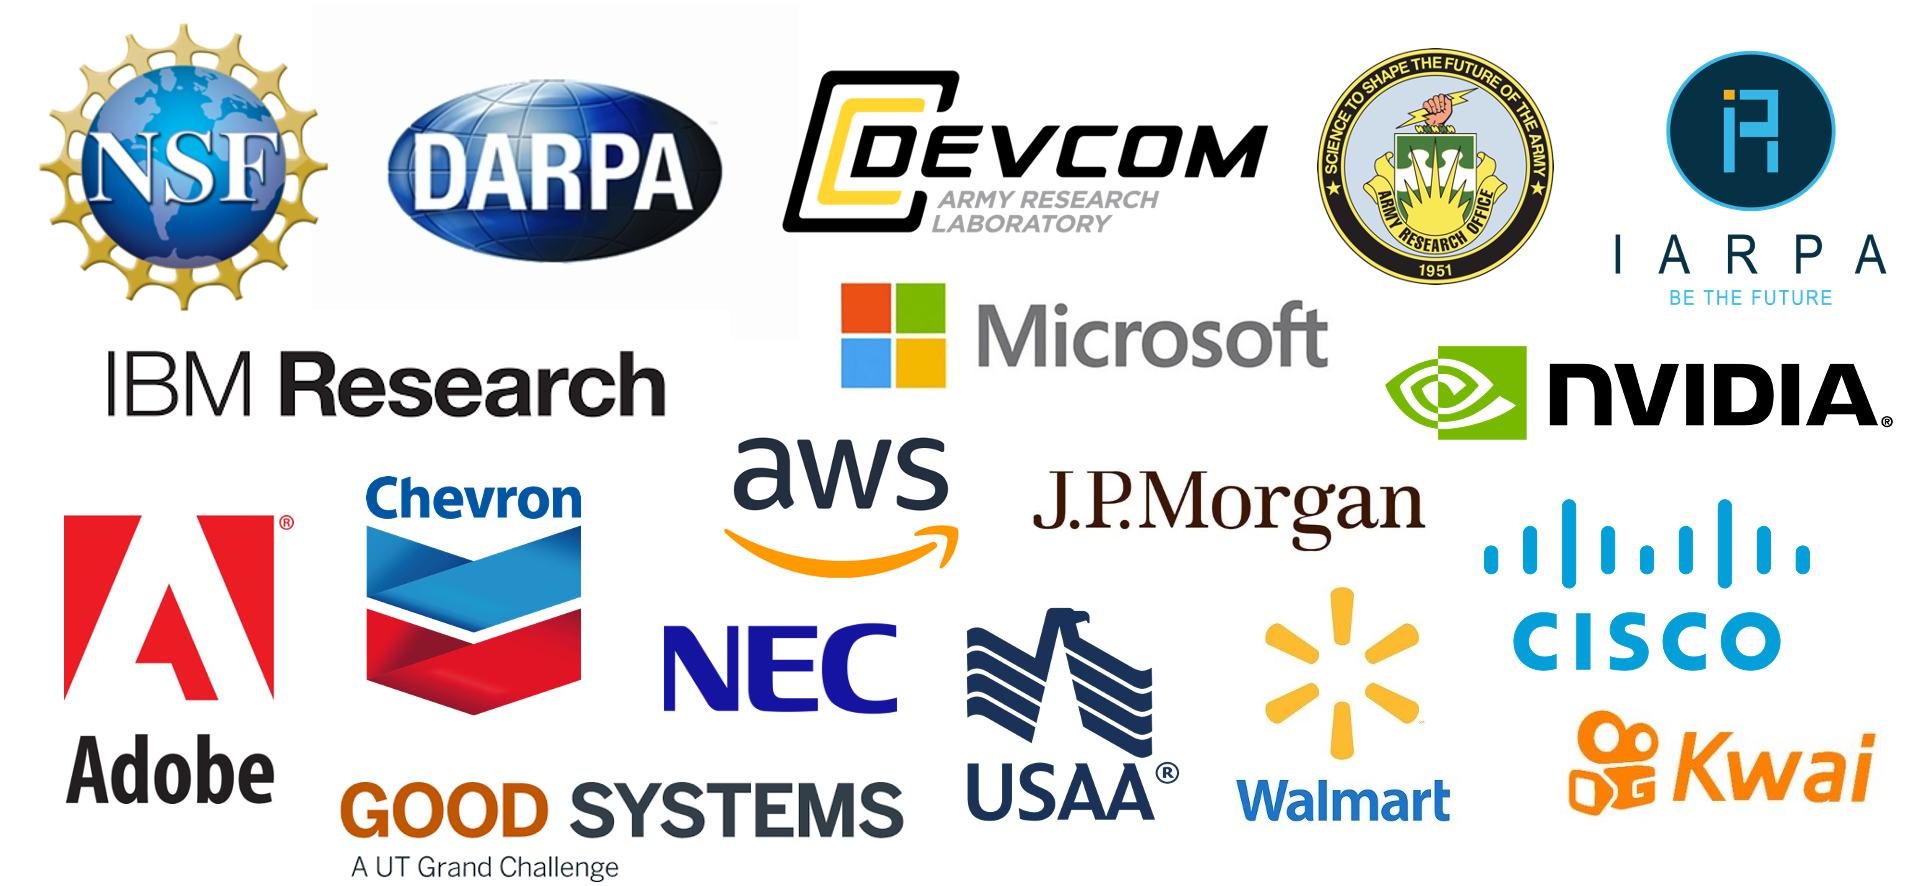 NSF
DARPA
DEVCOM
ARMY RESEARCH
LABORATORY
SCIENCE TO SHAPE THE FUTURE OF THE ARMY
ARMY RESEARCH OFFICE
1951
IARPA
BE THE FUTURE
IBM Research
Microsoft
NVIDIA®
aws
J.P.Morgan
CISCO
®
Adobe
Chevron
NEC
USAA®
Walmart
Kwai
GOOD SYSTEMS
A UT Grand Challenge